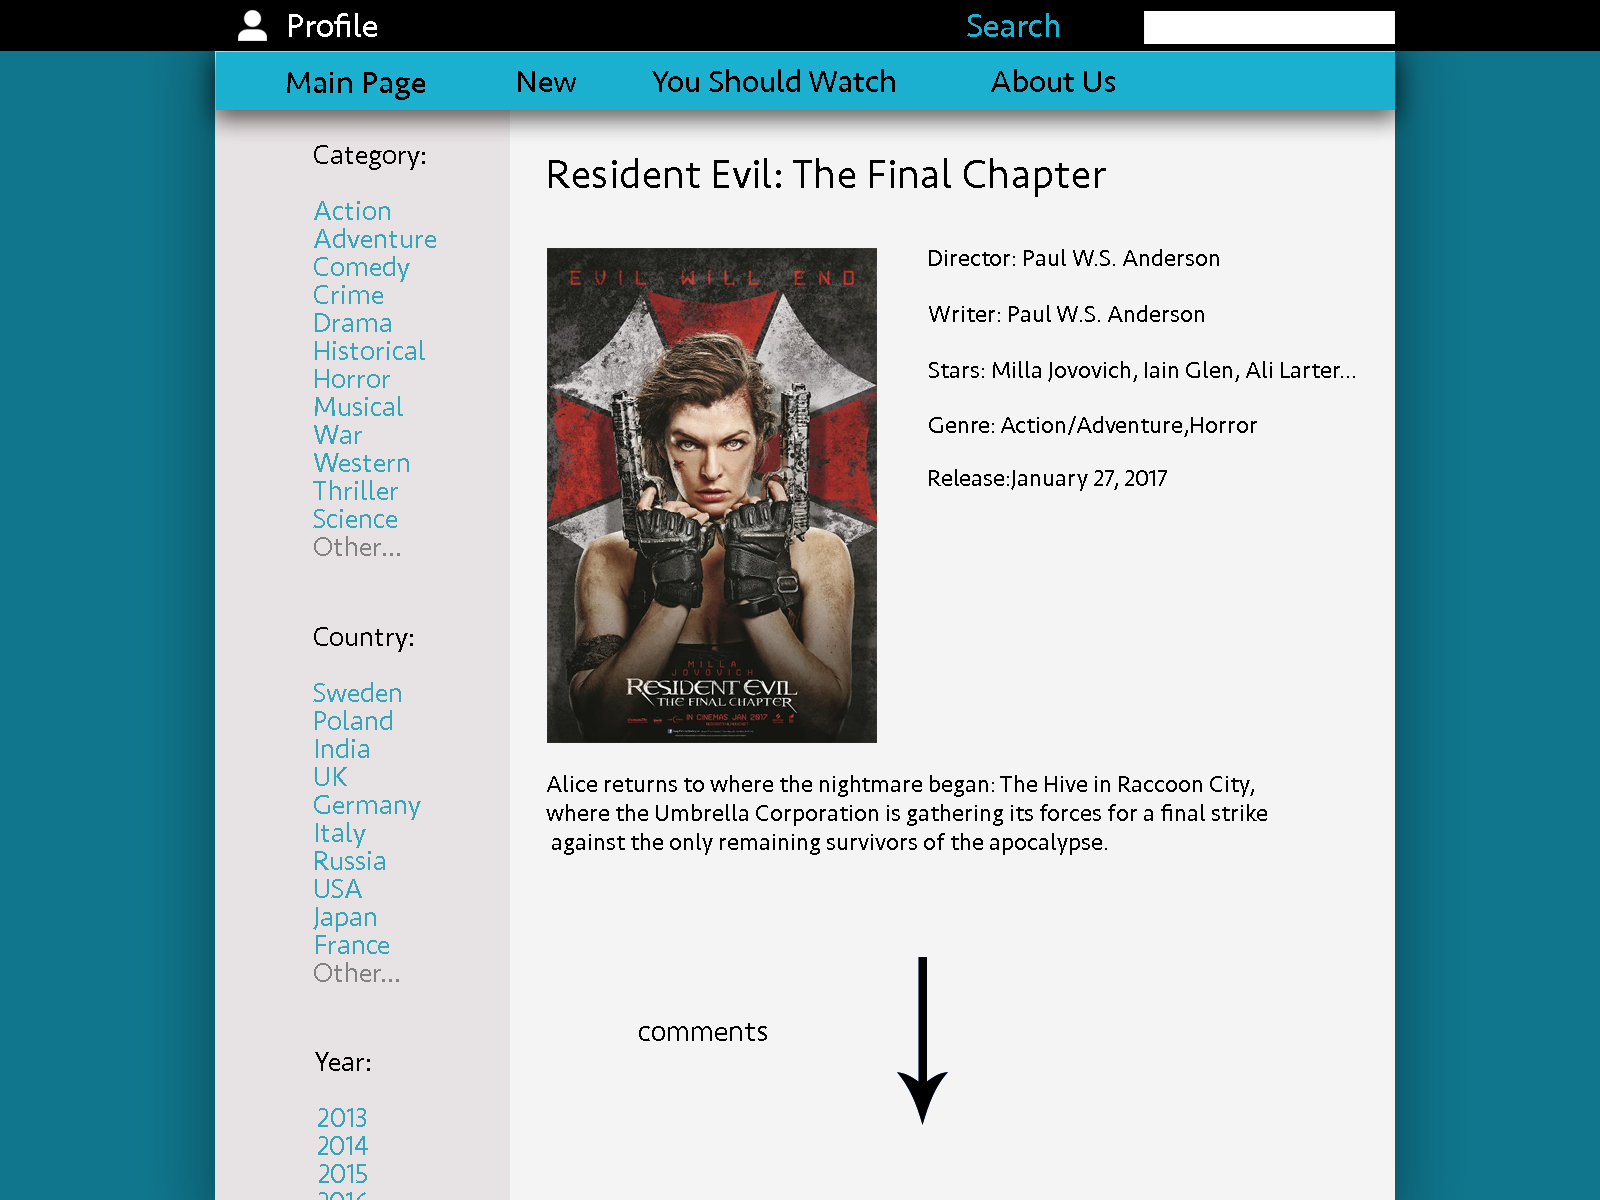 Profile
Search
Main Page
New
You Should Watch
About Us
Category:
Action
Adventure
Comedy
Crime
Drama
Historical
Horror
Musical
War
Western
Thriller
Science
Other...
Country:
Sweden
Poland
India
UK
Germany
Italy
Russia
USA
Japan
France
Other...
Year:
2013
2014
2015
2016
Resident Evil: The Final Chapter
EVIL WILL END
MILLA
JOVOVICH
RESIDENT EVIL
THE FINAL CHAPTER
IN CINEMAS JAN 2017
Director: Paul W.S. Anderson
Writer: Paul W.S. Anderson
Stars: Milla Jovovich, Iain Glen, Ali Larter...
Genre: Action/Adventure,Horror
Release:January 27, 2017
Alice returns to where the nightmare began: The Hive in Raccoon City,
where the Umbrella Corporation is gathering its forces for a final strike
against the only remaining survivors of the apocalypse.
comments